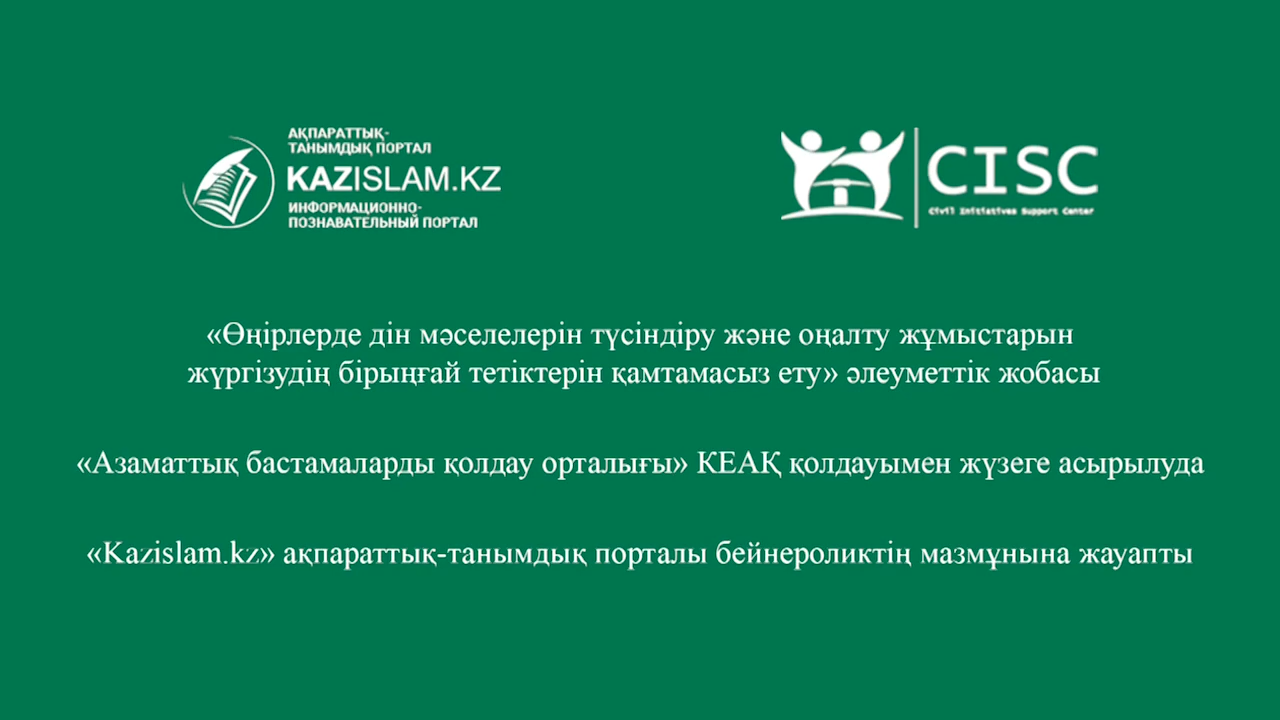 АҚПАРАТТЫҚ-
ТАНЫМДЫҚ ПОРТАЛ
KAZISLAM.KZ
ИНФОРМАЦИОННО-
ПОЗНАВАТЕЛЬНЫЙ ПОРТАЛ
CISC
Civil Initiatives Support Center
«Өңірлерде дін мәселелерін түсіндіру және оңалту жұмыстарын
жүргізудің бірыңғай тетіктерін қамтамасыз ету» әлеуметтік жобасы
«Азаматтық бастамаларды қолдау орталығы» КЕАҚ қолдауымен жүзеге асырылуда
«Kazislam.kz» ақпараттық-танымдық порталы бейнероликтің мазмұнына жауапты